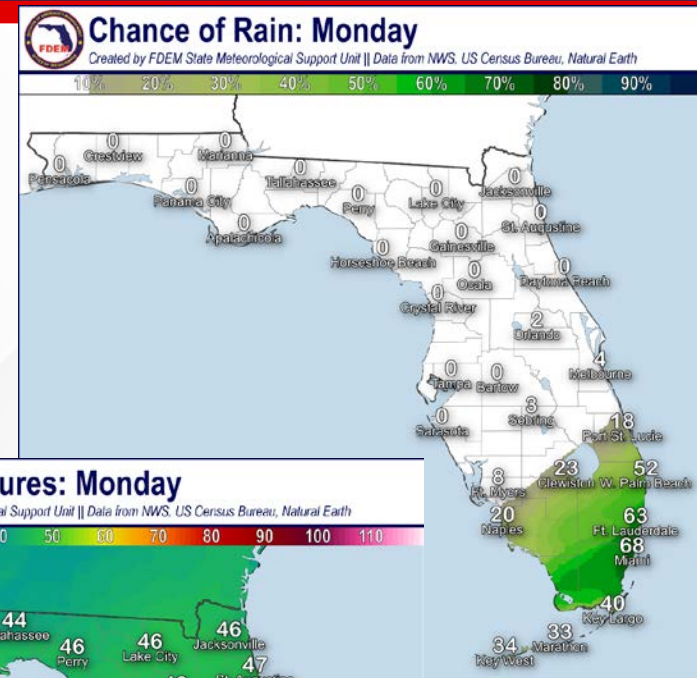 Chance of Rain: Monday
FDEM
Created by FDEM State Meteorological Support Unit || Data from NWS, US Census Bureau, Natural Earth
10% 20% 30% 40% 50% 60% 70% 80% 90%
0
Crestview
0
Marianna
0
Pensacola
0
Tallahassee
0
Jacksonville
0
Panama City
0
Perry
0
Lake City
0
Apalachicola
0
St. Augustine
0
Gainesville
0
Horseshoe Beach
0
Ocala
0
Daytona Beach
0
Crystal River
2
Orlando
4
Melbourne
0
Tampa
0
Bartow
3
Sebring
0
Sarasota
18
Port St. Lucie
8
Ft. Myers
23
Clewiston
52
W. Palm Beach
20
Naples
63
Ft. Lauderdale
68
Miami
40
Key Largo
33
Marathon
34
Key West
ures: Monday
al Support Unit || Data from NWS, US Census Bureau, Natural Earth
0 50 60 70 80 90 100 110
44
ahassee
46
Perry
46
Lake City
46
Jacksonville
47